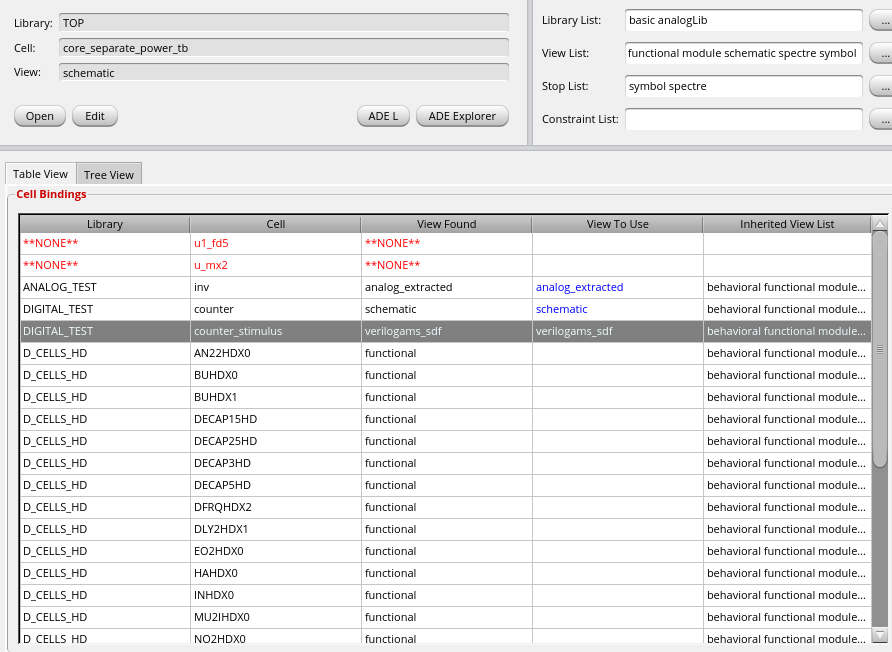 Library: TOP
Cell: core_separate_power_tb
View: schematic
Open Edit ADE L ADE Explorer
Library List: basic analogLib ...
View List: functional module schematic spectre symbol ...
Stop List: symbol spectre ...
Constraint List: ...
Table View Tree View
Cell Bindings
Library Cell View Found View To Use Inherited View List
**NONE** u1_fd5 **NONE**
**NONE** u_mx2 **NONE**
ANALOG_TEST inv analog_extracted analog_extracted behavioral functional module...
DIGITAL_TEST counter schematic schematic behavioral functional module...
DIGITAL_TEST counter_stimulus verilogams_sdf verilogams_sdf behavioral functional module...
D_CELLS_HD AN22HDX0 functional behavioral functional module...
D_CELLS_HD BUHDX0 functional behavioral functional module...
D_CELLS_HD BUHDX1 functional behavioral functional module...
D_CELLS_HD DECAP15HD functional behavioral functional module...
D_CELLS_HD DECAP25HD functional behavioral functional module...
D_CELLS_HD DECAP3HD functional behavioral functional module...
D_CELLS_HD DECAP5HD functional behavioral functional module...
D_CELLS_HD DFRQHDX2 functional behavioral functional module...
D_CELLS_HD DLY2HDX1 functional behavioral functional module...
D_CELLS_HD EO2HDX0 functional behavioral functional module...
D_CELLS_HD HAHDX0 functional behavioral functional module...
D_CELLS_HD INHDX0 functional behavioral functional module...
D_CELLS_HD MU2IHDX0 functional behavioral functional module...
D_CELLS_HD NO2HDX0 functional behavioral functional module...